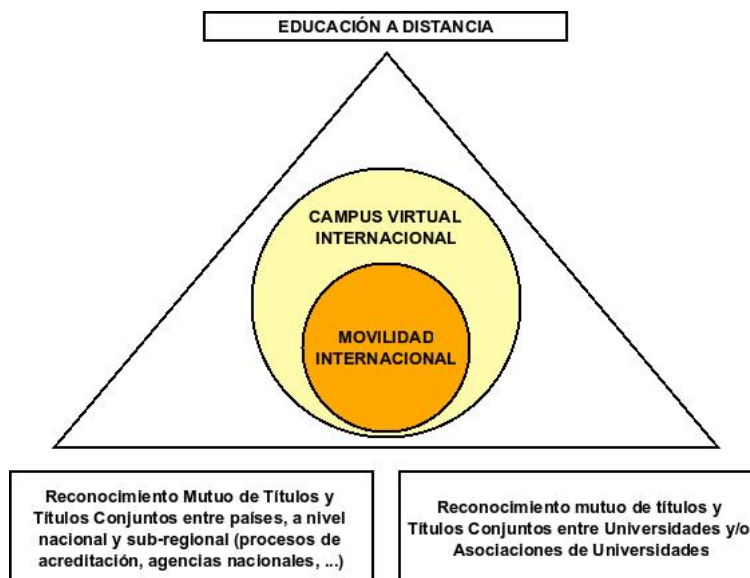 EDUCACIÓN A DISTANCIA
CAMPUS VIRTUAL
INTERNACIONAL
MOVILIDAD
INTERNACIONAL
Reconocimiento Mutuo de Títulos y
Títulos Conjuntos entre países, a nivel
nacional y sub-regional (procesos de
acreditación, agencias nacionales, ...)
Reconocimiento mutuo de títulos y
Títulos Conjuntos entre Universidades y/o
Asociaciones de Universidades